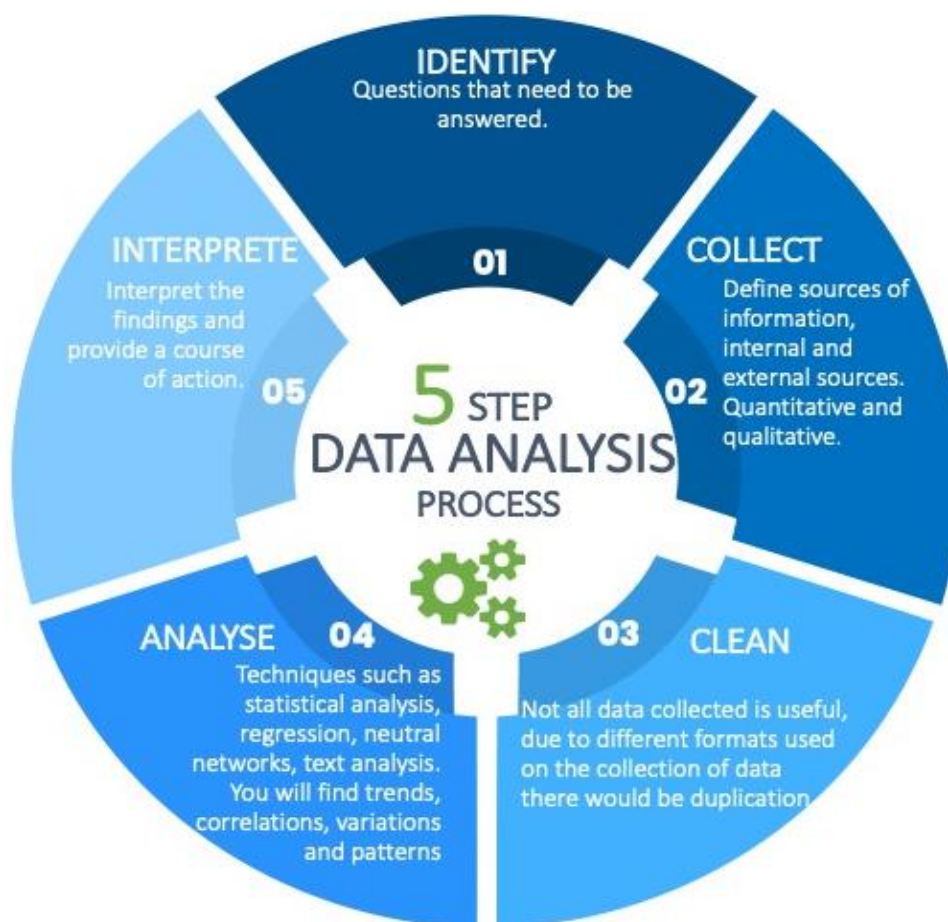 IDENTIFY
Questions that need to be
answered.
01
COLLECT
Define sources of
information,
internal and
external sources.
Quantitative and
qualitative.
02
CLEAN
03
Not all data collected is useful,
due to different formats used
on the collection of data
there would be duplication
ANALYSE
04
Techniques such as
statistical analysis,
regression, neutral
networks, text analysis.
You will find trends,
correlations, variations
and patterns
INTERPRETE
Interpret the
findings and
provide a course
of action.
05
5 STEP
DATA ANALYSIS
PROCESS